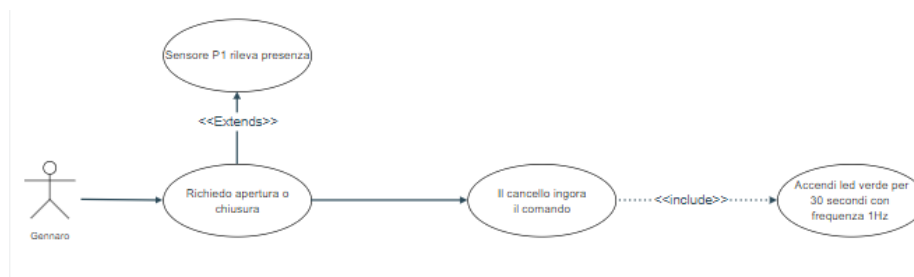 Sensore P1 rileva presenza
<<Extends>>
Gennaro
Richiedo apertura o
chiusura
Il cancello ingora
il comando
<<include>>
Accendi led verde per
30 secondi con
frequenza 1Hz